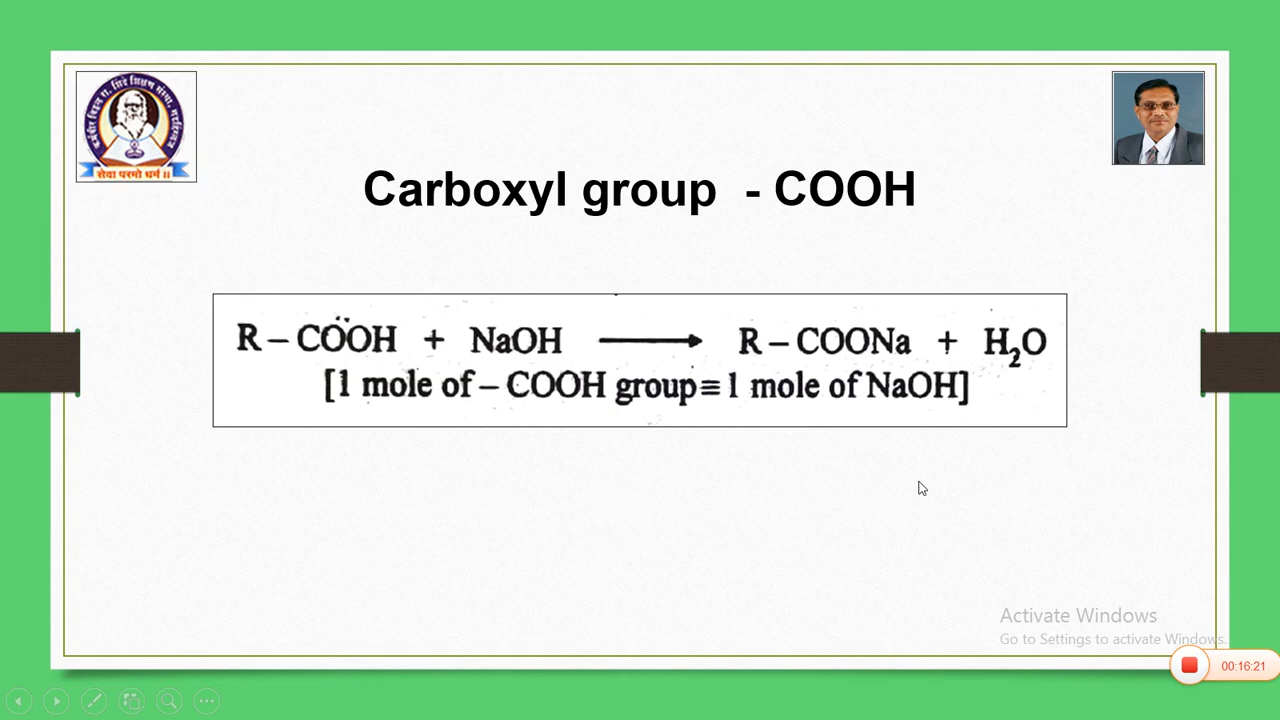 सेवा परमो धर्म ॥
Carboxyl group - COOH
R – COOH + NaOH ⟶ R – COONa + H₂O
[1 mole of – COOH group ≡ 1 mole of NaOH]
Activate Windows
Go to Settings to activate Windows.
00:16:21